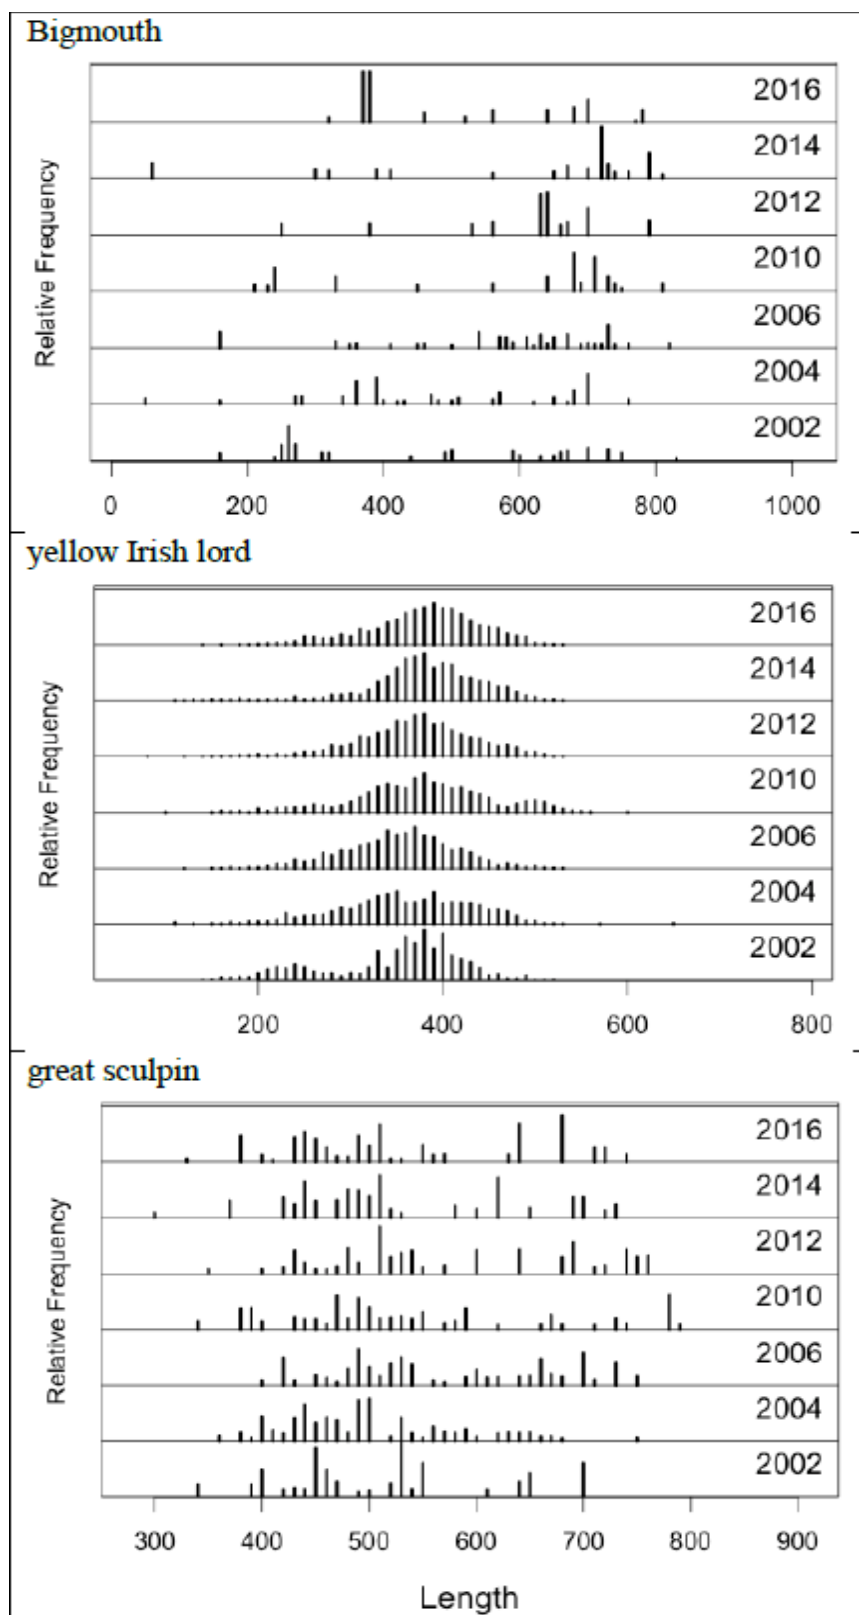 Bigmouth
Relative Frequency
2016
2014
2012
2010
2006
2004
2002
0 200 400 600 800 1000
yellow Irish lord
Relative Frequency
2016
2014
2012
2010
2006
2004
2002
200 400 600 800
great sculpin
Relative Frequency
2016
2014
2012
2010
2006
2004
2002
300 400 500 600 700 800 900
Length